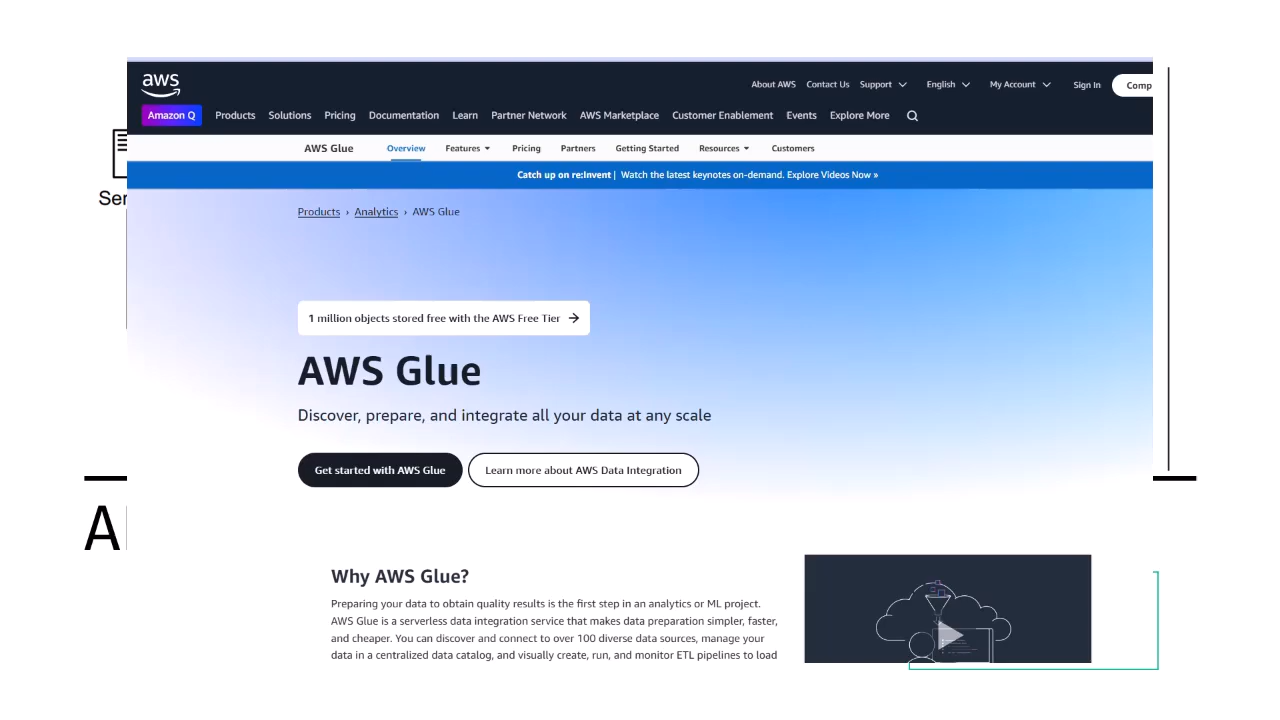 aws
About AWS Contact Us Support English My Account Sign In Comp
Amazon Q Products Solutions Pricing Documentation Learn Partner Network AWS Marketplace Customer Enablement Events Explore More
AWS Glue Overview Features Pricing Partners Getting Started Resources Customers
Catch up on re:Invent | Watch the latest keynotes on-demand. Explore Videos Now »
Ser
Products › Analytics › AWS Glue
1 million objects stored free with the AWS Free Tier →
AWS Glue
Discover, prepare, and integrate all your data at any scale
Get started with AWS Glue Learn more about AWS Data Integration
A
Why AWS Glue?
Preparing your data to obtain quality results is the first step in an analytics or ML project.
AWS Glue is a serverless data integration service that makes data preparation simpler, faster,
and cheaper. You can discover and connect to over 100 diverse data sources, manage your
data in a centralized data catalog, and visually create, run, and monitor ETL pipelines to load